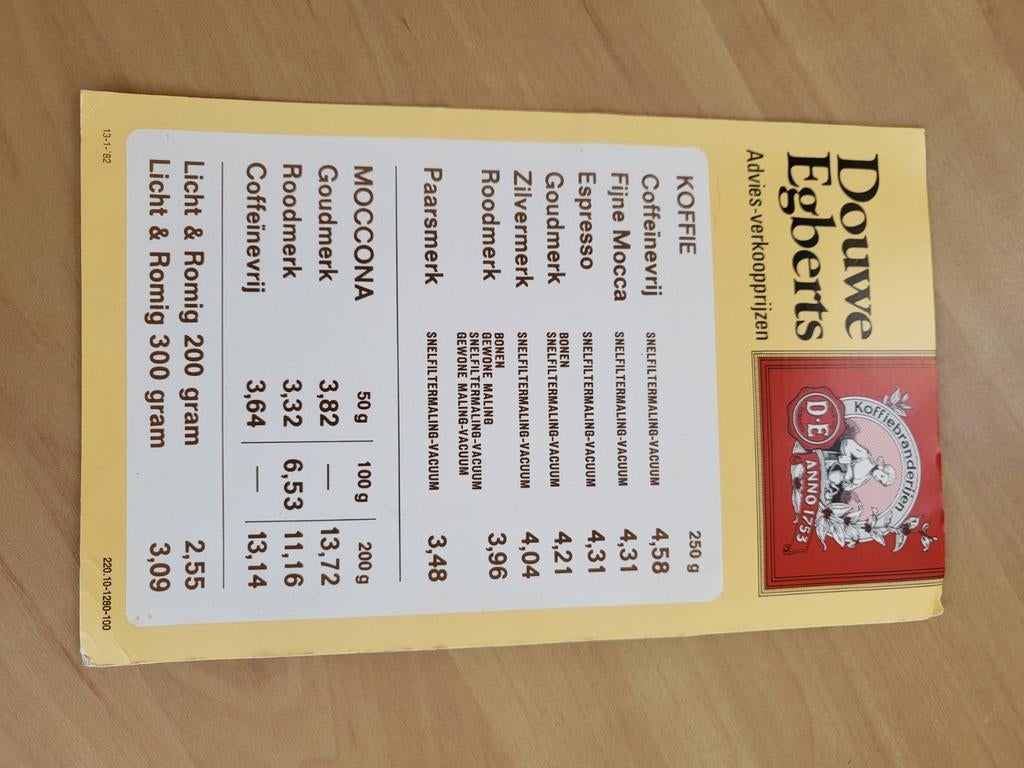 Douwe
Egberts
Advies-verkoopprijzen
Koffiebranderijen
D·E
ANNO 1753
KOFFIE 250 g
Coffeïnevrij SNELFILTERMALING-VACUUM 4,58
Fijne Mocca SNELFILTERMALING-VACUUM 4,31
Espresso SNELFILTERMALING-VACUUM 4,31
Goudmerk BONEN
SNELFILTERMALING-VACUUM 4,21
Zilvermerk SNELFILTERMALING-VACUUM 4,04
Roodmerk BONEN
GEWONE MALING
SNELFILTERMALING-VACUUM
GEWONE MALING-VACUUM 3,96
Paarsmerk SNELFILTERMALING-VACUUM 3,48
MOCCONA 50 g 100 g 200 g
Goudmerk 3,82 — 13,72
Roodmerk 3,32 6,53 11,16
Coffeïnevrij 3,64 — 13,14
Licht & Romig 200 gram 2,55
Licht & Romig 300 gram 3,09
13-1-'82 220.10-1280-100